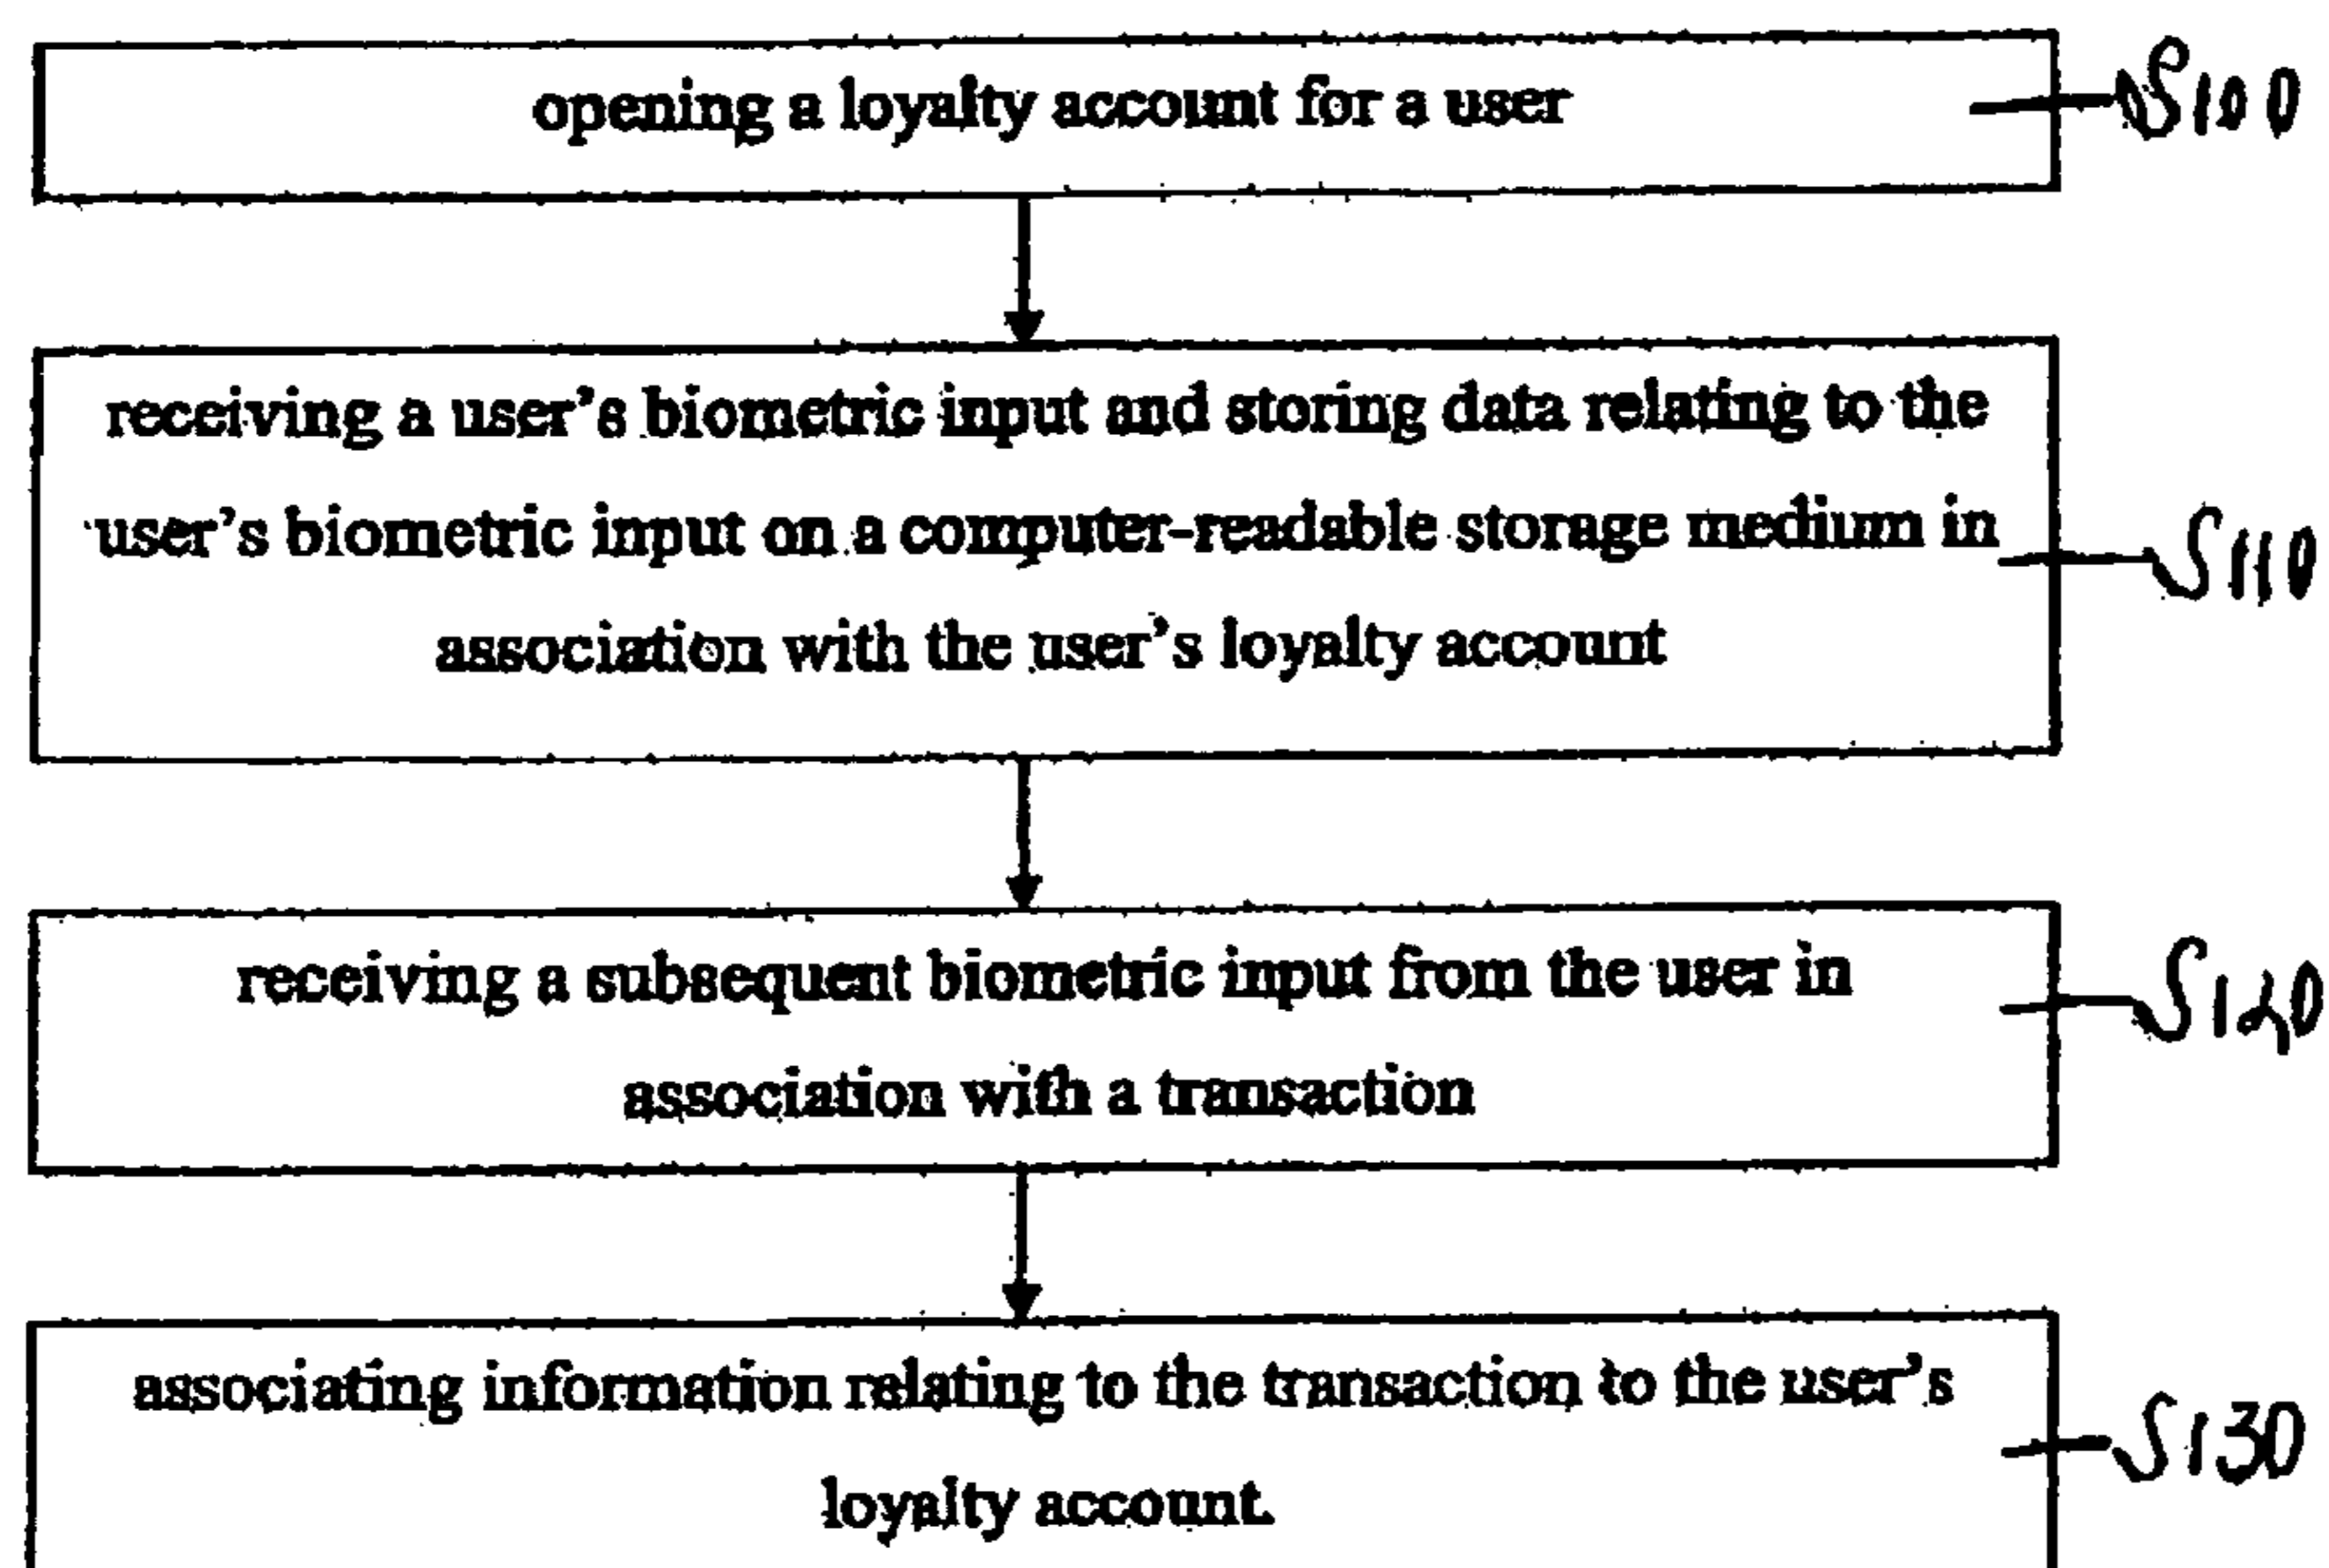 opening a loyalty account for a user
S100
receiving a user's biometric input and storing data relating to the
user's biometric input on a computer-readable storage medium in
association with the user's loyalty account
S110
receiving a subsequent biometric input from the user in
association with a transaction
S120
associating information relating to the transaction to the user's
loyalty account.
S130